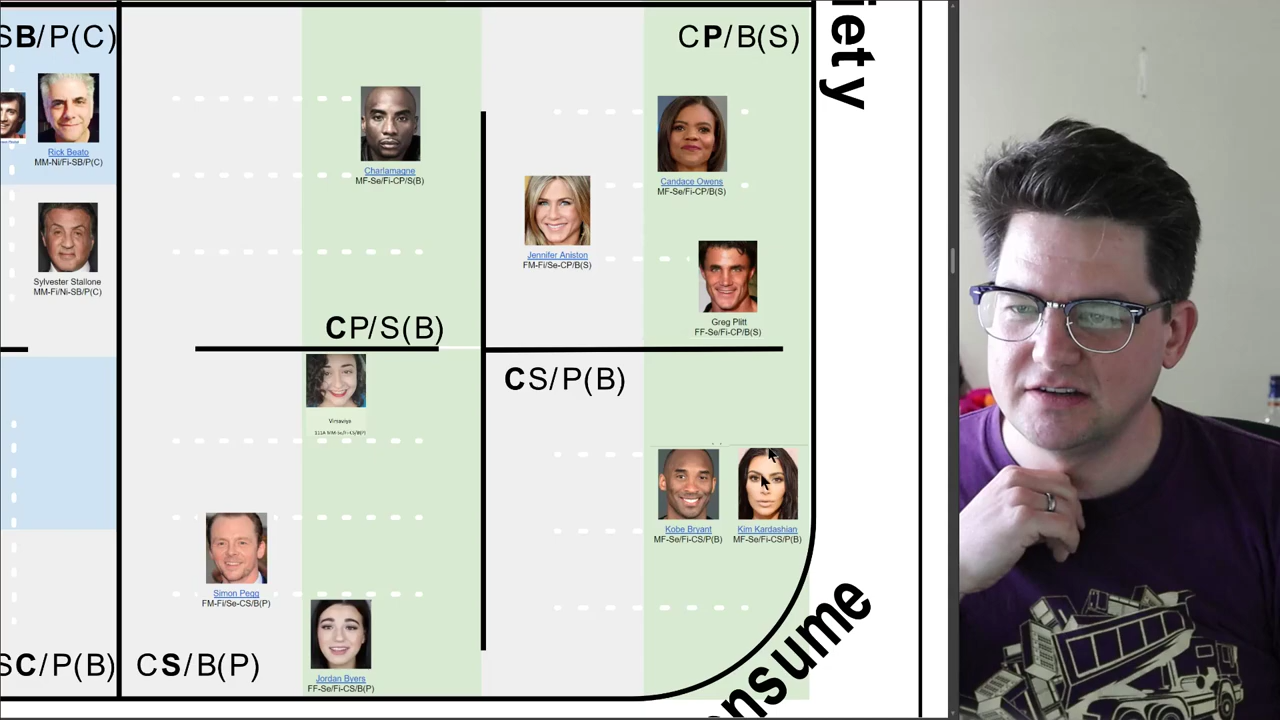 SB/P(C)
CP/B(S)
iety
Rick Beato
MM-Ni/Fi-SB/P(C)
Charlamagne
MF-Se/Fi-CP/S(B)
Candace Owens
MF-Se/Fi-CP/B(S)
Sylvester Stallone
MM-Fi/Ni-SB/P(C)
Jennifer Aniston
FM-Fi/Se-CP/B(S)
Greg Plitt
FF-Se/Fi-CP/B(S)
CP/S(B)
CS/P(B)
Kobe Bryant
MF-Se/Fi-CS/P(B)
Kim Kardashian
MF-Se/Fi-CS/P(B)
Simon Pegg
FM-Fi/Se-CS/B(P)
Jordan Byers
FF-Se/Fi-CS/B(P)
SC/P(B)
CS/B(P)
nsume